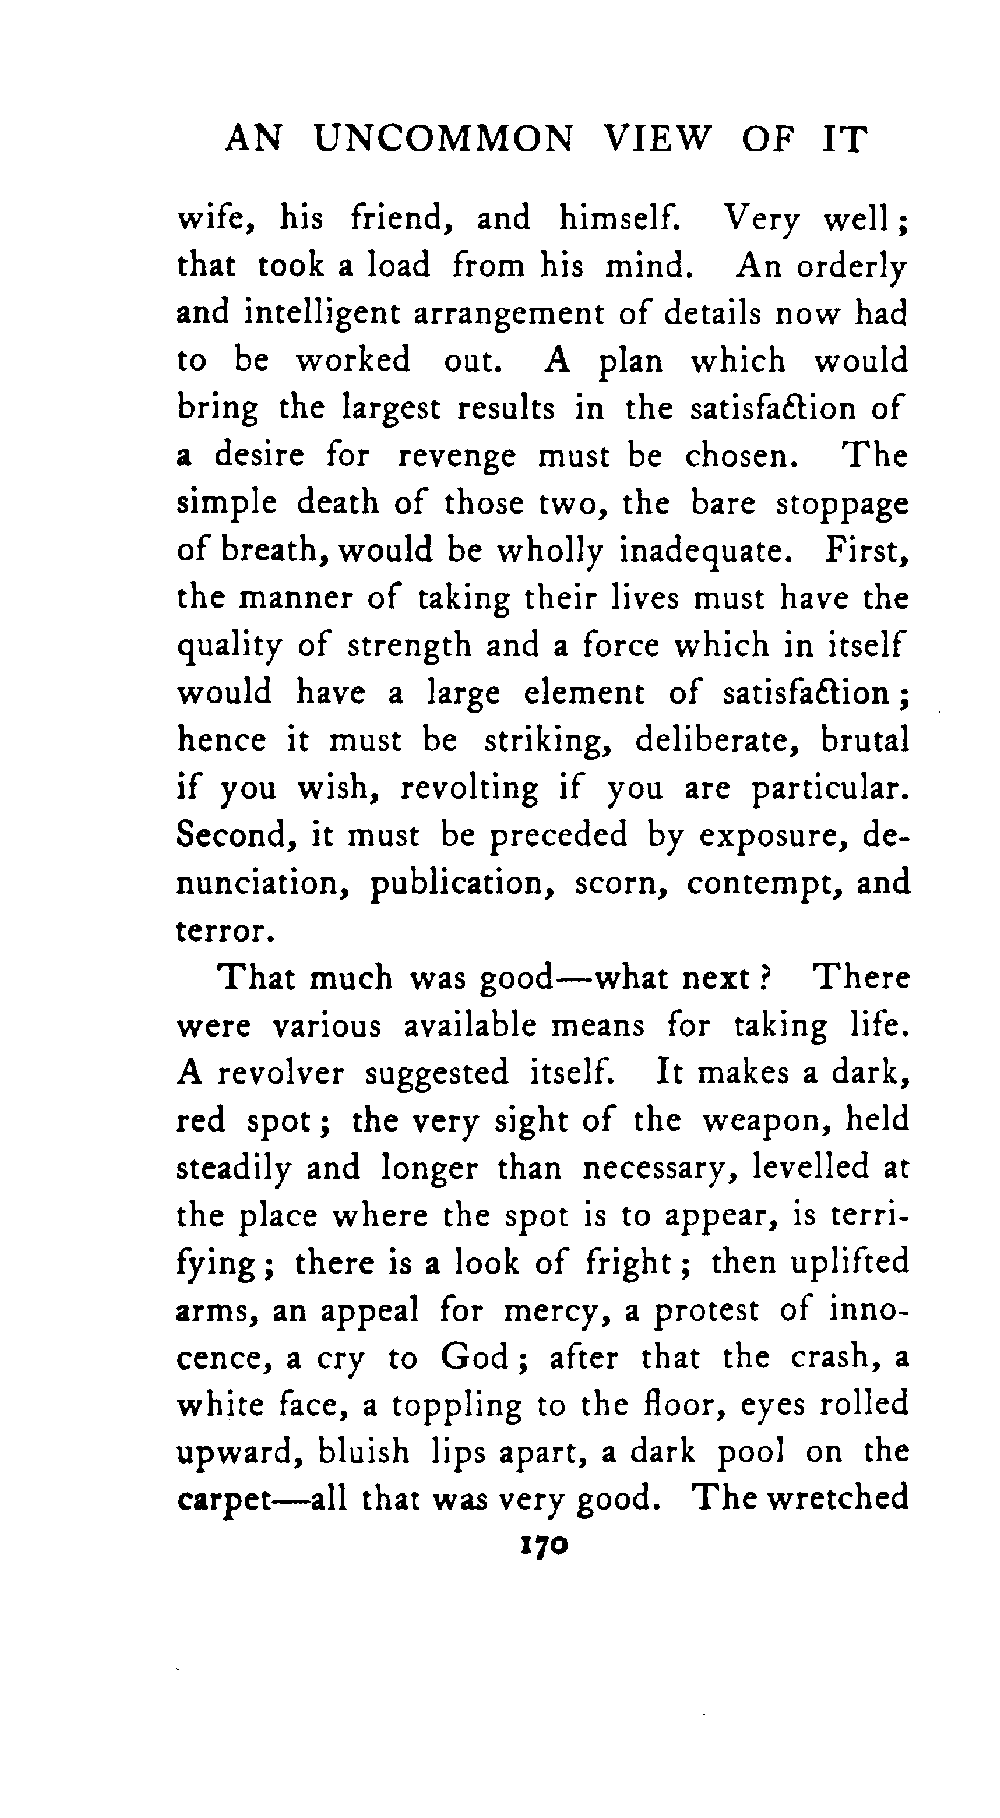 AN UNCOMMON VIEW OF IT
wife, his friend, and himself. Very well ;
that took a load from his mind. An orderly
and intelligent arrangement of details now had
to be worked out. A plan which would
bring the largest results in the satisfaction of
a desire for revenge must be chosen. The
simple death of those two, the bare stoppage
of breath, would be wholly inadequate. First,
the manner of taking their lives must have the
quality of strength and a force which in itself
would have a large element of satisfaction ;
hence it must be striking, deliberate, brutal
if you wish, revolting if you are particular.
Second, it must be preceded by exposure, de-
nunciation, publication, scorn, contempt, and
terror.
That much was good—what next ? There
were various available means for taking life.
A revolver suggested itself. It makes a dark,
red spot ; the very sight of the weapon, held
steadily and longer than necessary, levelled at
the place where the spot is to appear, is terri-
fying ; there is a look of fright ; then uplifted
arms, an appeal for mercy, a protest of inno-
cence, a cry to God ; after that the crash, a
white face, a toppling to the floor, eyes rolled
upward, bluish lips apart, a dark pool on the
carpet—all that was very good. The wretched
170